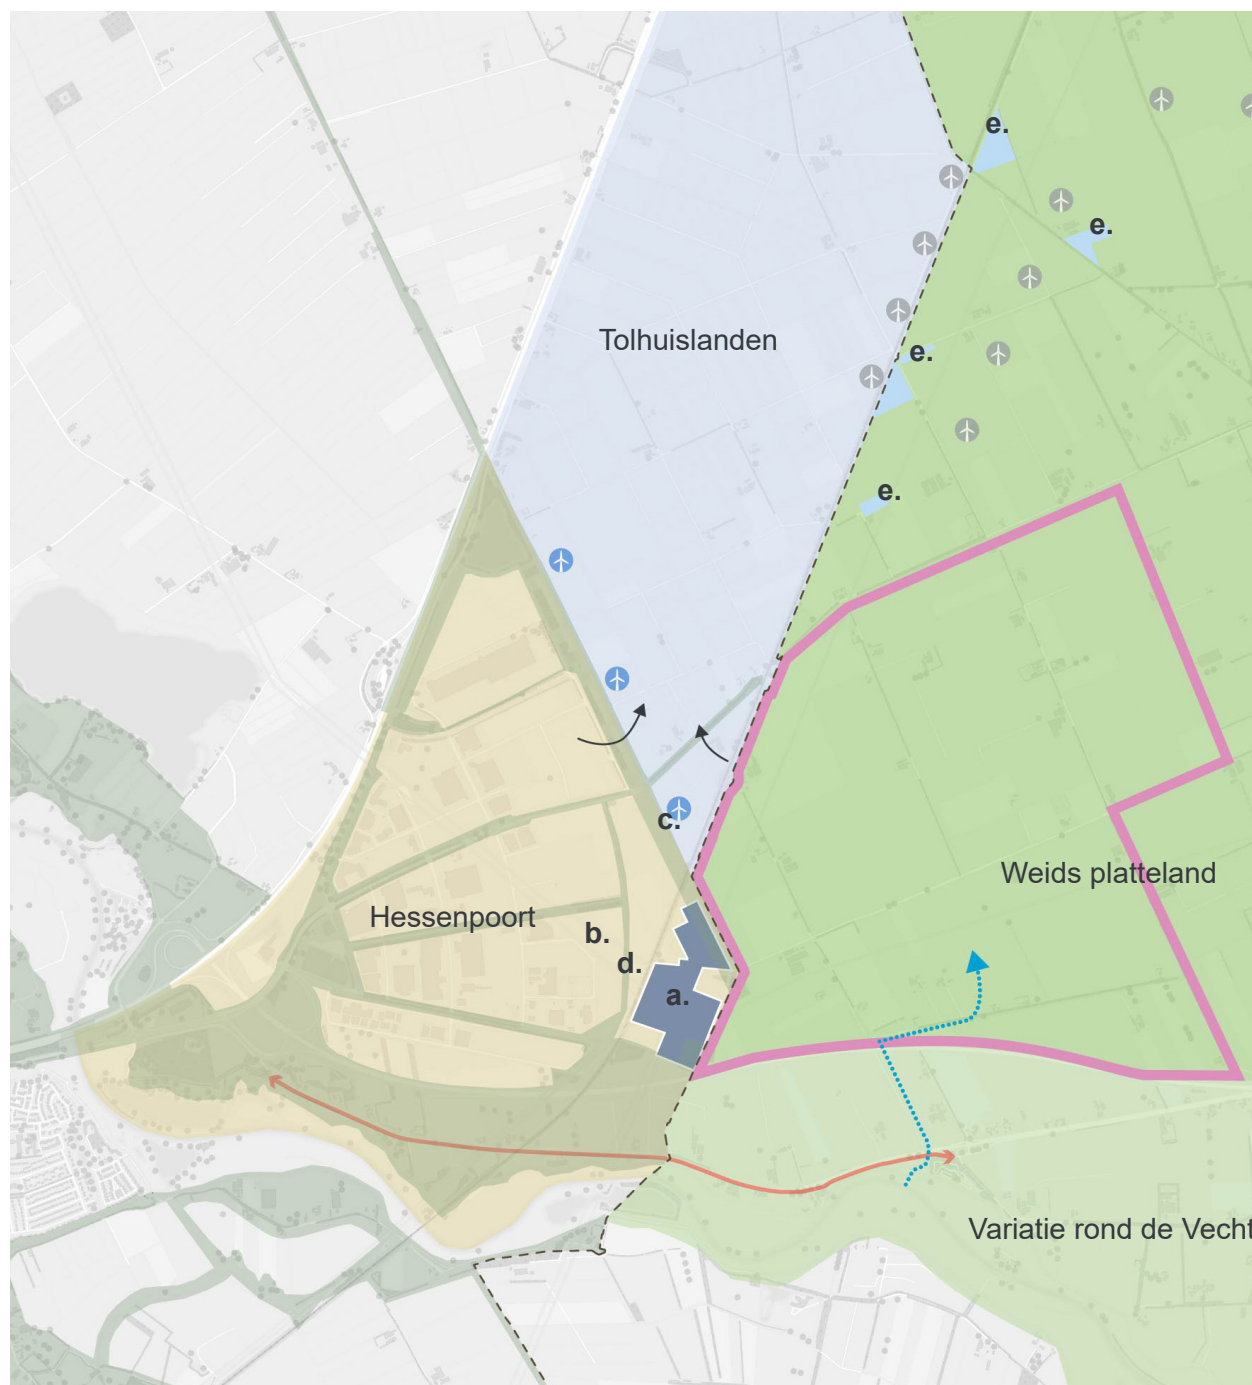 e.
e.
Tolhuislanden
e.
e.
c.
Weids platteland
Hessenpoort
b.
d.
a.
Variatie rond de Vecht